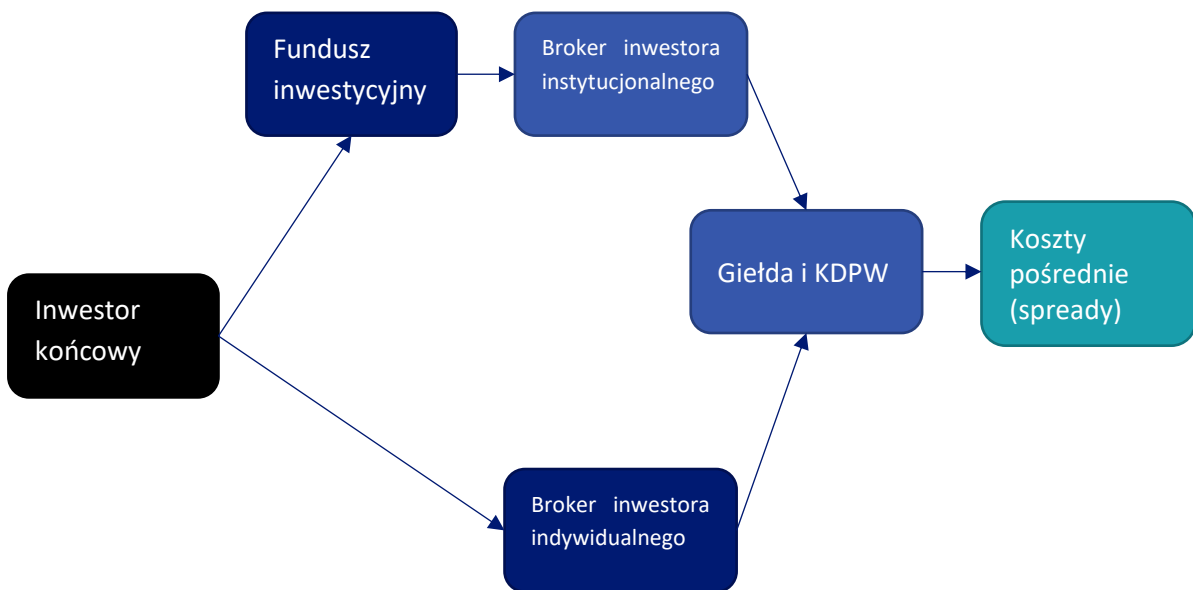 Fundusz
inwestycyjny
Broker inwestora
instytucjonalnego
Giełda i KDPW
Koszty
pośrednie
(spready)
Inwestor
końcowy
Broker inwestora
indywidualnego